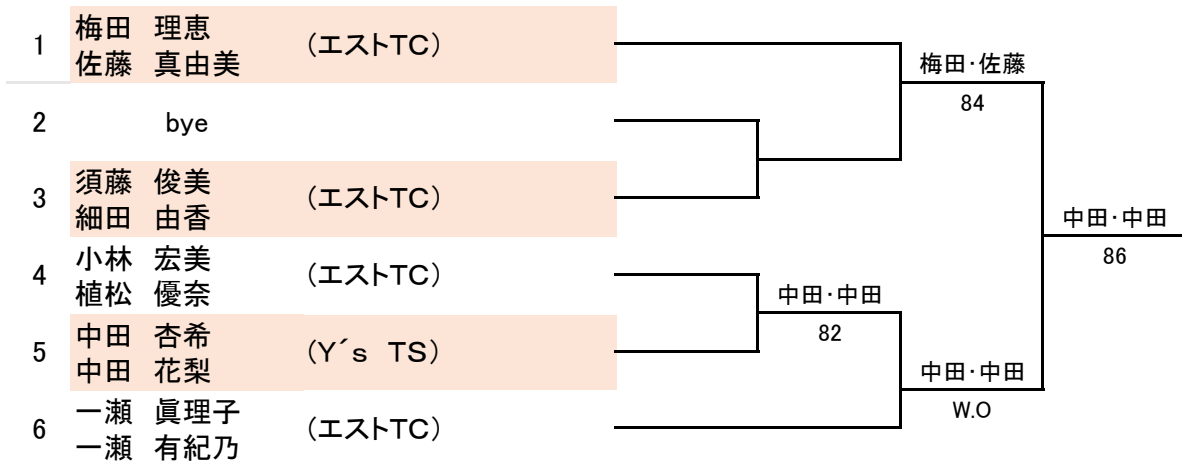 1 梅田 理恵 (エストTC)
佐藤 真由美
梅田・佐藤
84
2 bye
3 須藤 俊美 (エストTC)
細田 由香
中田・中田
86
4 小林 宏美 (エストTC)
植松 優奈
中田・中田
82
5 中田 杏希 (Y´s TS)
中田 花梨
中田・中田
W.O
6 一瀬 眞理子 (エストTC)
一瀬 有紀乃